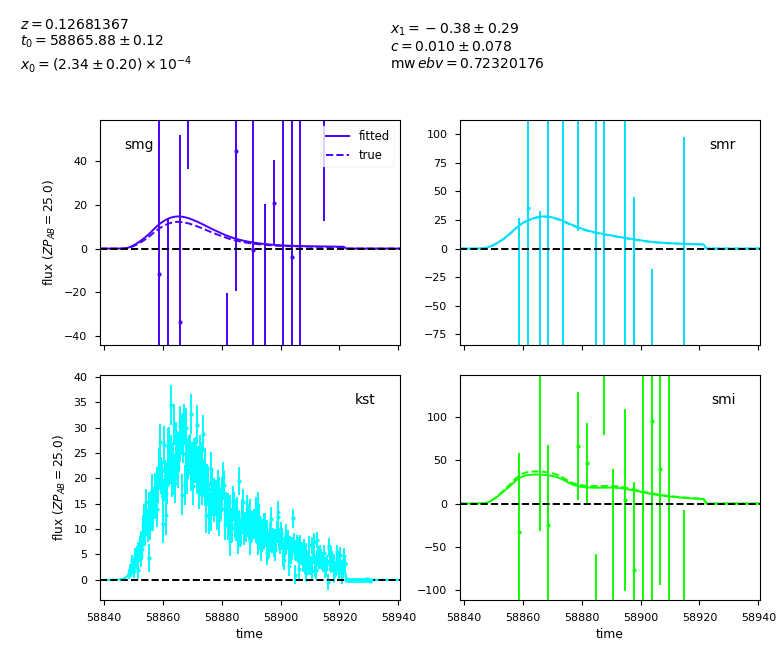 z = 0.12681367
t₀ = 58865.88 ± 0.12
x₀ = (2.34 ± 0.20) × 10⁻⁴
x₁ = −0.38 ± 0.29
c = 0.010 ± 0.078
mw ebv = 0.72320176
smg
fitted
true
flux (ZP_AB = 25.0)
40
20
0
−20
−40
smr
100
75
50
25
0
−25
−50
−75
kst
flux (ZP_AB = 25.0)
40
35
30
25
20
15
10
5
0
58840 58860 58880 58900 58920 58940
time
smi
100
50
0
−50
−100
58840 58860 58880 58900 58920 58940
time